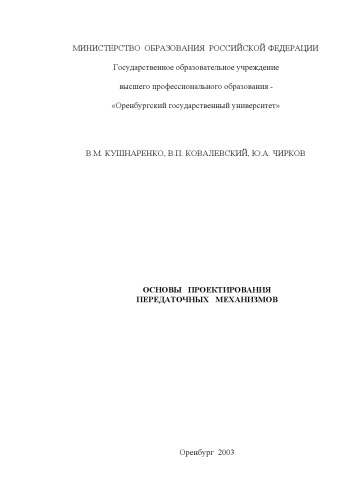 МИНИСТЕРСТВО ОБРАЗОВАНИЯ РОССИЙСКОЙ ФЕДЕРАЦИИ
Государственное образовательное учреждение
высшего профессионального образования -
«Оренбургский государственный университет»
В.М. КУШНАРЕНКО, В.П. КОВАЛЕВСКИЙ, Ю.А. ЧИРКОВ
ОСНОВЫ ПРОЕКТИРОВАНИЯ
ПЕРЕДАТОЧНЫХ МЕХАНИЗМОВ
Оренбург 2003